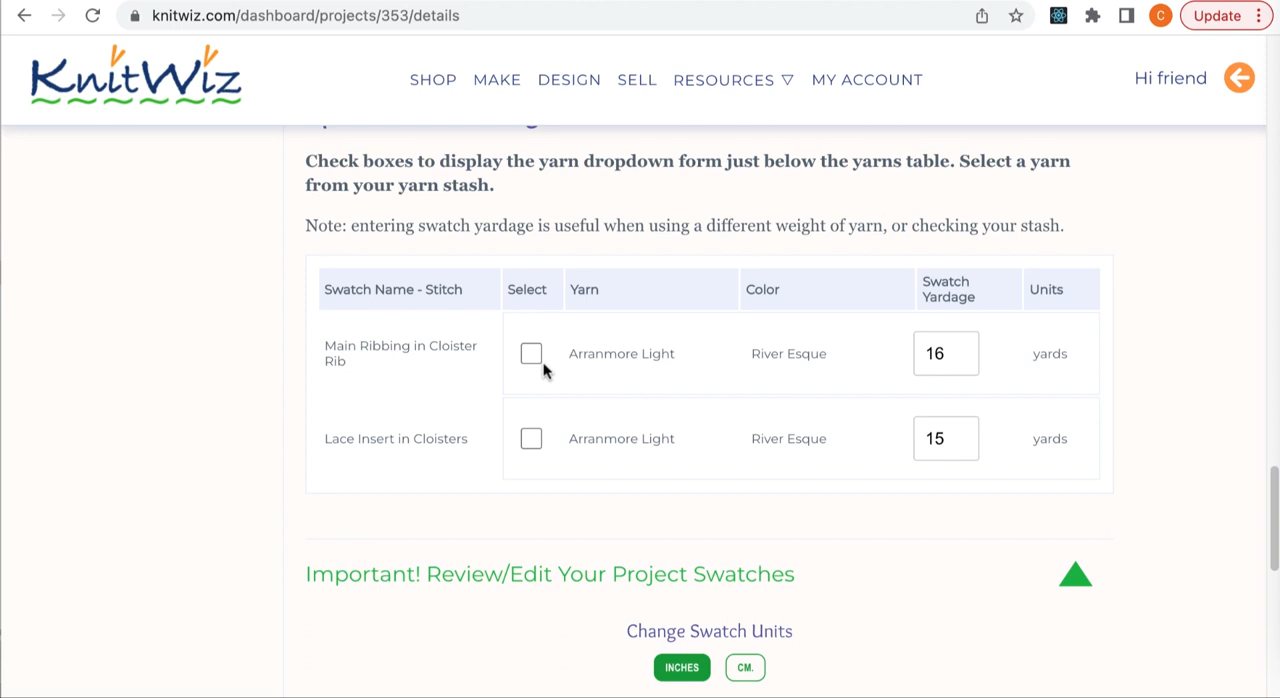 knitwiz.com/dashboard/projects/353/details
C
Update
KnitWiz
SHOP MAKE DESIGN SELL RESOURCES ▽ MY ACCOUNT
Hi friend
Check boxes to display the yarn dropdown form just below the yarns table. Select a yarn
from your yarn stash.
Note: entering swatch yardage is useful when using a different weight of yarn, or checking your stash.
Swatch Name - Stitch Select Yarn Color Swatch Yardage Units
Main Ribbing in Cloister Rib Arranmore Light River Esque 16 yards
Lace Insert in Cloisters Arranmore Light River Esque 15 yards
Important! Review/Edit Your Project Swatches
Change Swatch Units
INCHES CM.